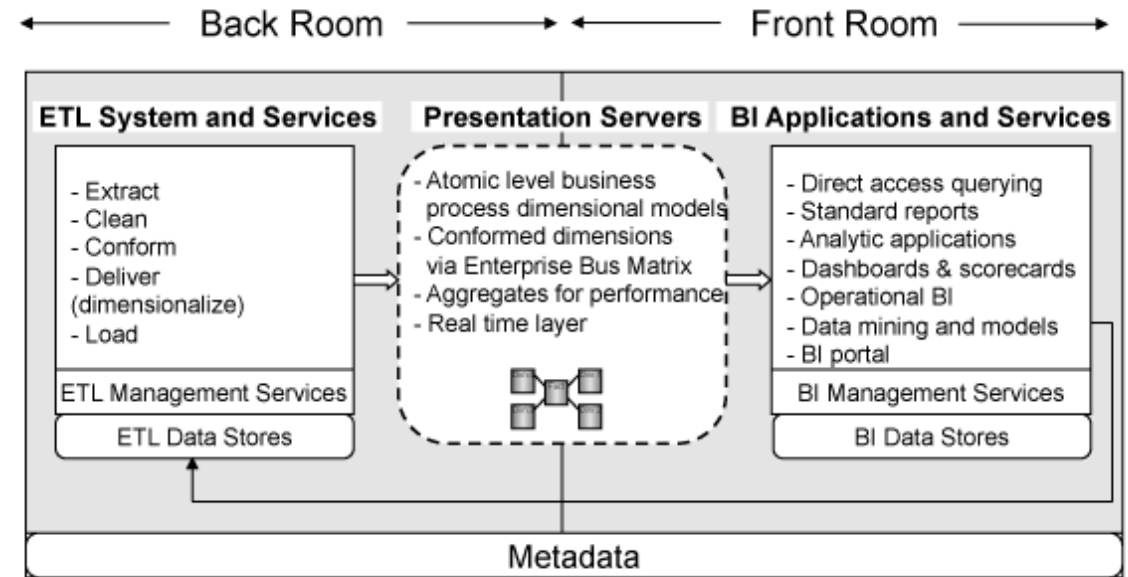 Back Room
Front Room
ETL System and Services
- Extract
- Clean
- Conform
- Deliver
(dimensionalize)
- Load
ETL Management Services
ETL Data Stores
Presentation Servers
- Atomic level business
process dimensional models
- Conformed dimensions
via Enterprise Bus Matrix
- Aggregates for performance
- Real time layer
BI Applications and Services
- Direct access querying
- Standard reports
- Analytic applications
- Dashboards & scorecards
- Operational BI
- Data mining and models
- BI portal
BI Management Services
BI Data Stores
Metadata